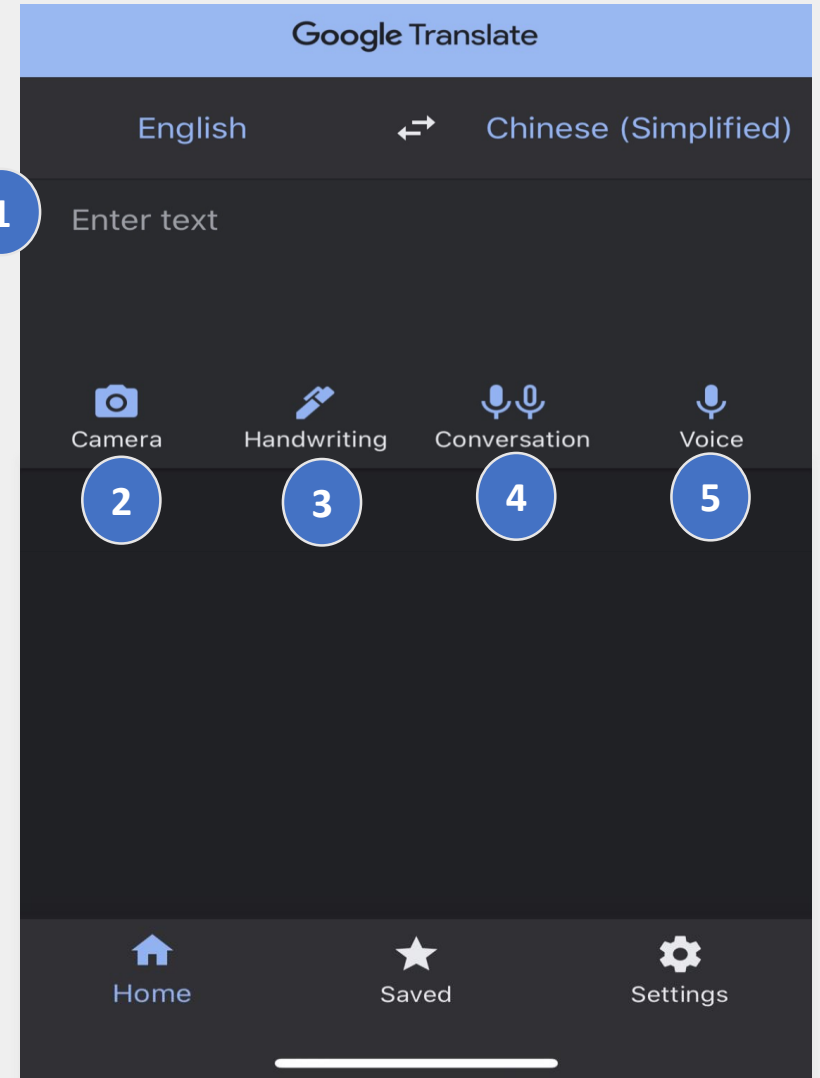 Google Translate
English Chinese (Simplified)
1 Enter text
Camera Handwriting Conversation Voice
2 3 4 5
Home Saved Settings